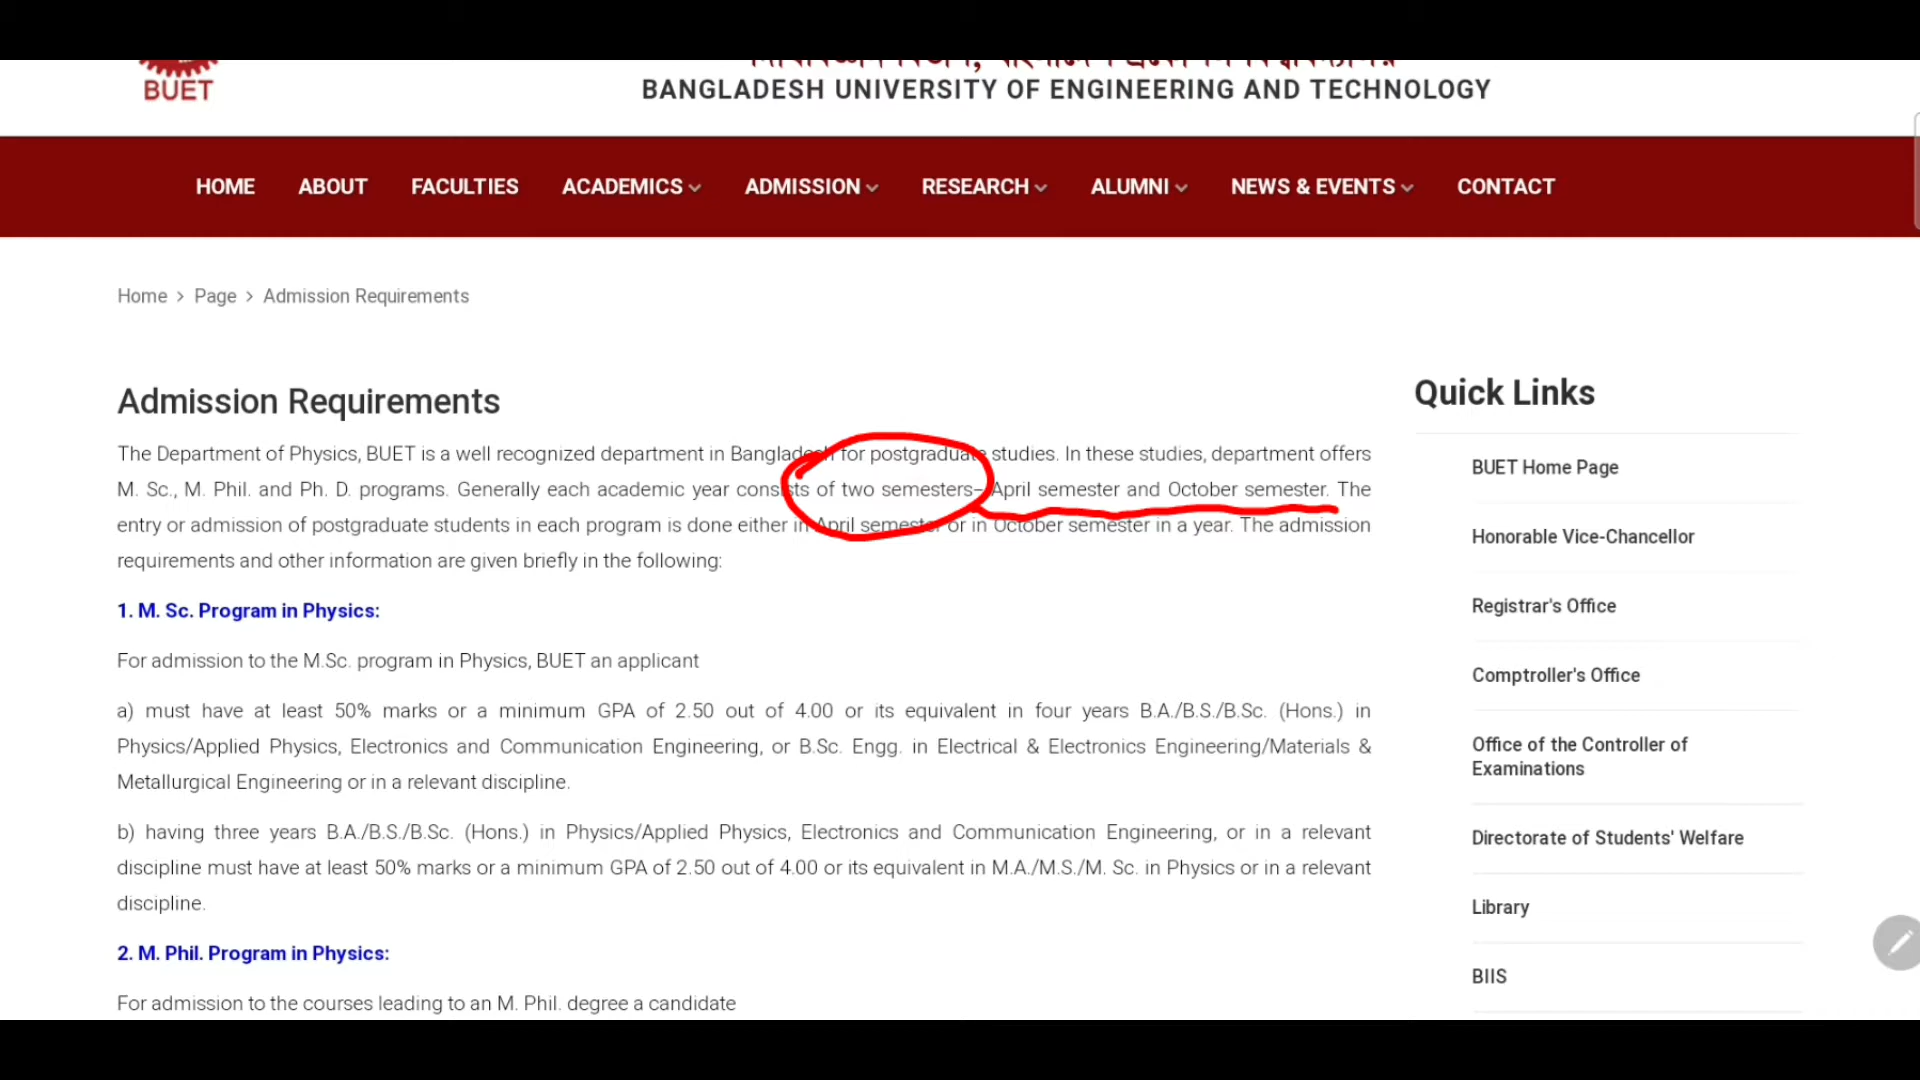 BUET
BANGLADESH UNIVERSITY OF ENGINEERING AND TECHNOLOGY
HOME ABOUT FACULTIES ACADEMICS ADMISSION RESEARCH ALUMNI NEWS & EVENTS CONTACT
Home > Page > Admission Requirements
Admission Requirements
The Department of Physics, BUET is a well recognized department in Bangladesh for postgraduate studies. In these studies, department offers
M. Sc., M. Phil. and Ph. D. programs. Generally each academic year consists of two semesters– April semester and October semester. The
entry or admission of postgraduate students in each program is done either in April semester or in October semester in a year. The admission
requirements and other information are given briefly in the following:
1. M. Sc. Program in Physics:
For admission to the M.Sc. program in Physics, BUET an applicant
a) must have at least 50% marks or a minimum GPA of 2.50 out of 4.00 or its equivalent in four years B.A./B.S./B.Sc. (Hons.) in
Physics/Applied Physics, Electronics and Communication Engineering, or B.Sc. Engg. in Electrical & Electronics Engineering/Materials &
Metallurgical Engineering or in a relevant discipline.
b) having three years B.A./B.S./B.Sc. (Hons.) in Physics/Applied Physics, Electronics and Communication Engineering, or in a relevant
discipline must have at least 50% marks or a minimum GPA of 2.50 out of 4.00 or its equivalent in M.A./M.S./M. Sc. in Physics or in a relevant
discipline.
2. M. Phil. Program in Physics:
For admission to the courses leading to an M. Phil. degree a candidate
Quick Links
BUET Home Page
Honorable Vice-Chancellor
Registrar's Office
Comptroller's Office
Office of the Controller of
Examinations
Directorate of Students' Welfare
Library
BIIS